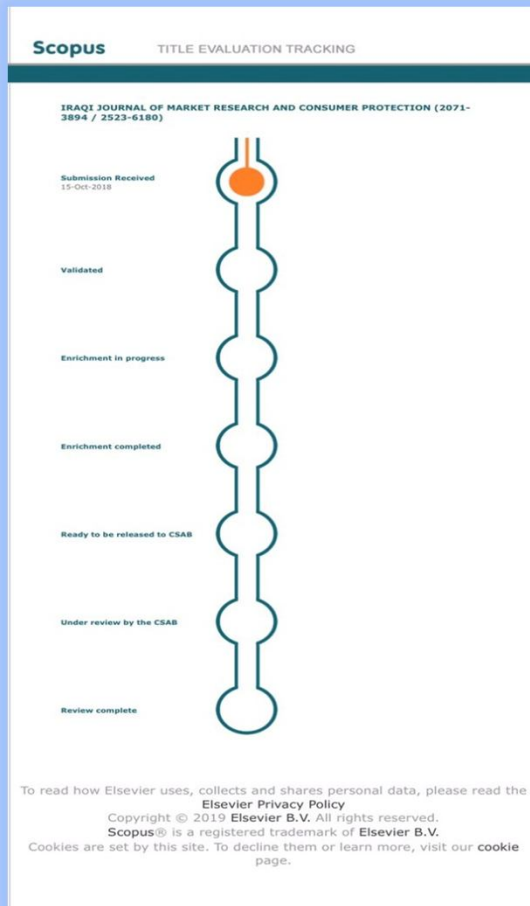 Scopus TITLE EVALUATION TRACKING
IRAQI JOURNAL OF MARKET RESEARCH AND CONSUMER PROTECTION (2071-
3894 / 2523-6180)
Submission Received
15-Oct-2018
Validated
Enrichment in progress
Enrichment completed
Ready to be released to CSAB
Under review by the CSAB
Review complete
To read how Elsevier uses, collects and shares personal data, please read the
Elsevier Privacy Policy
Copyright © 2019 Elsevier B.V. All rights reserved.
Scopus® is a registered trademark of Elsevier B.V.
Cookies are set by this site. To decline them or learn more, visit our cookie
page.